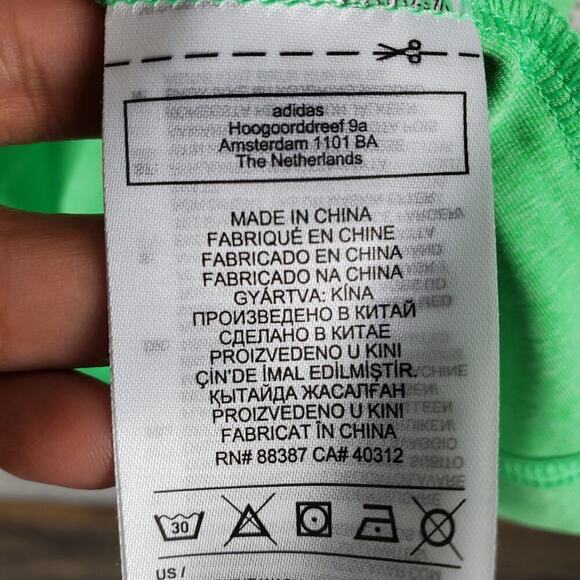 adidas
Hoogoorddreef 9a
Amsterdam 1101 BA
The Netherlands
MADE IN CHINA
FABRIQUÉ EN CHINE
FABRICADO EN CHINA
FABRICADO NA CHINA
GYÁRTVA: KÍNA
ПРОИЗВЕДЕНО В КИТАЙ
СДЕЛАНО В КИТАЕ
PROIZVEDENO U KINI
ÇİN'DE İMAL EDİLMİŞTİR.
ҚЫТАЙДА ЖАСАЛҒАН
PROIZVEDENO U KINI
FABRICAT ÎN CHINA
RN# 88387 CA# 40312
30
US /